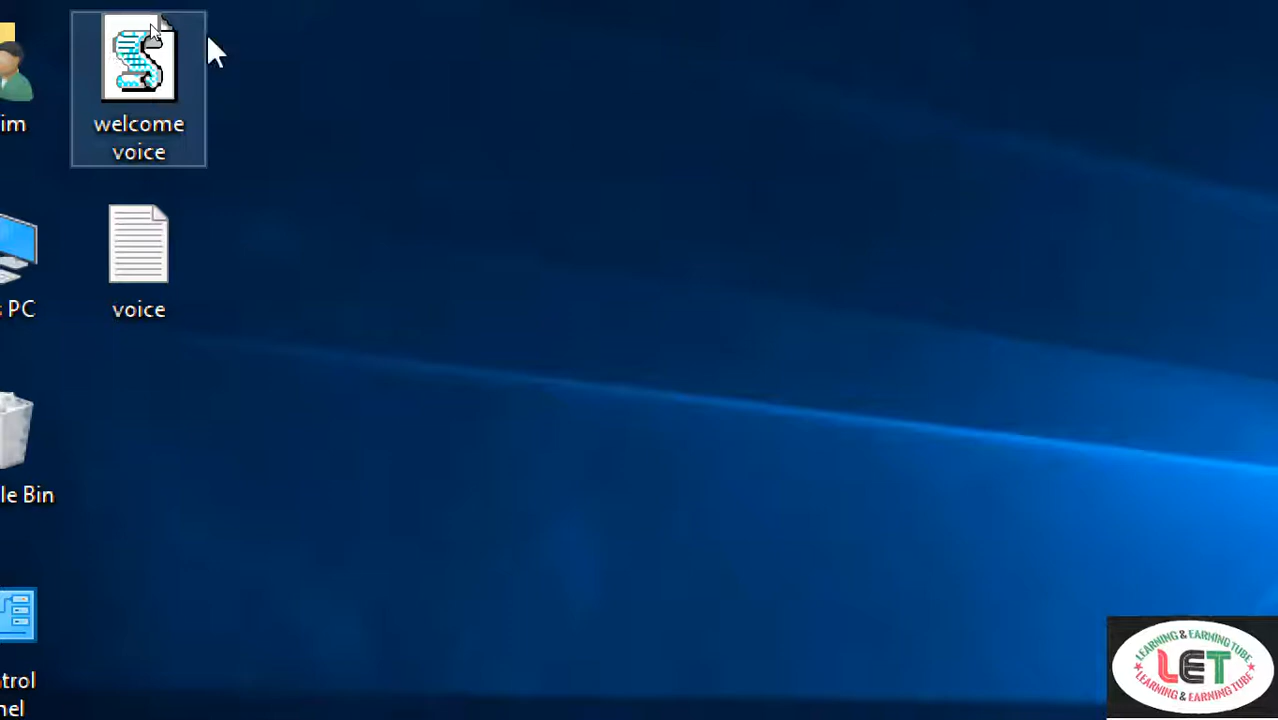 im
welcome
voice
voice
s PC
le Bin
trol
nel
LEARNING & EARNING TUBE
LET
LEARNING & EARNING TUBE